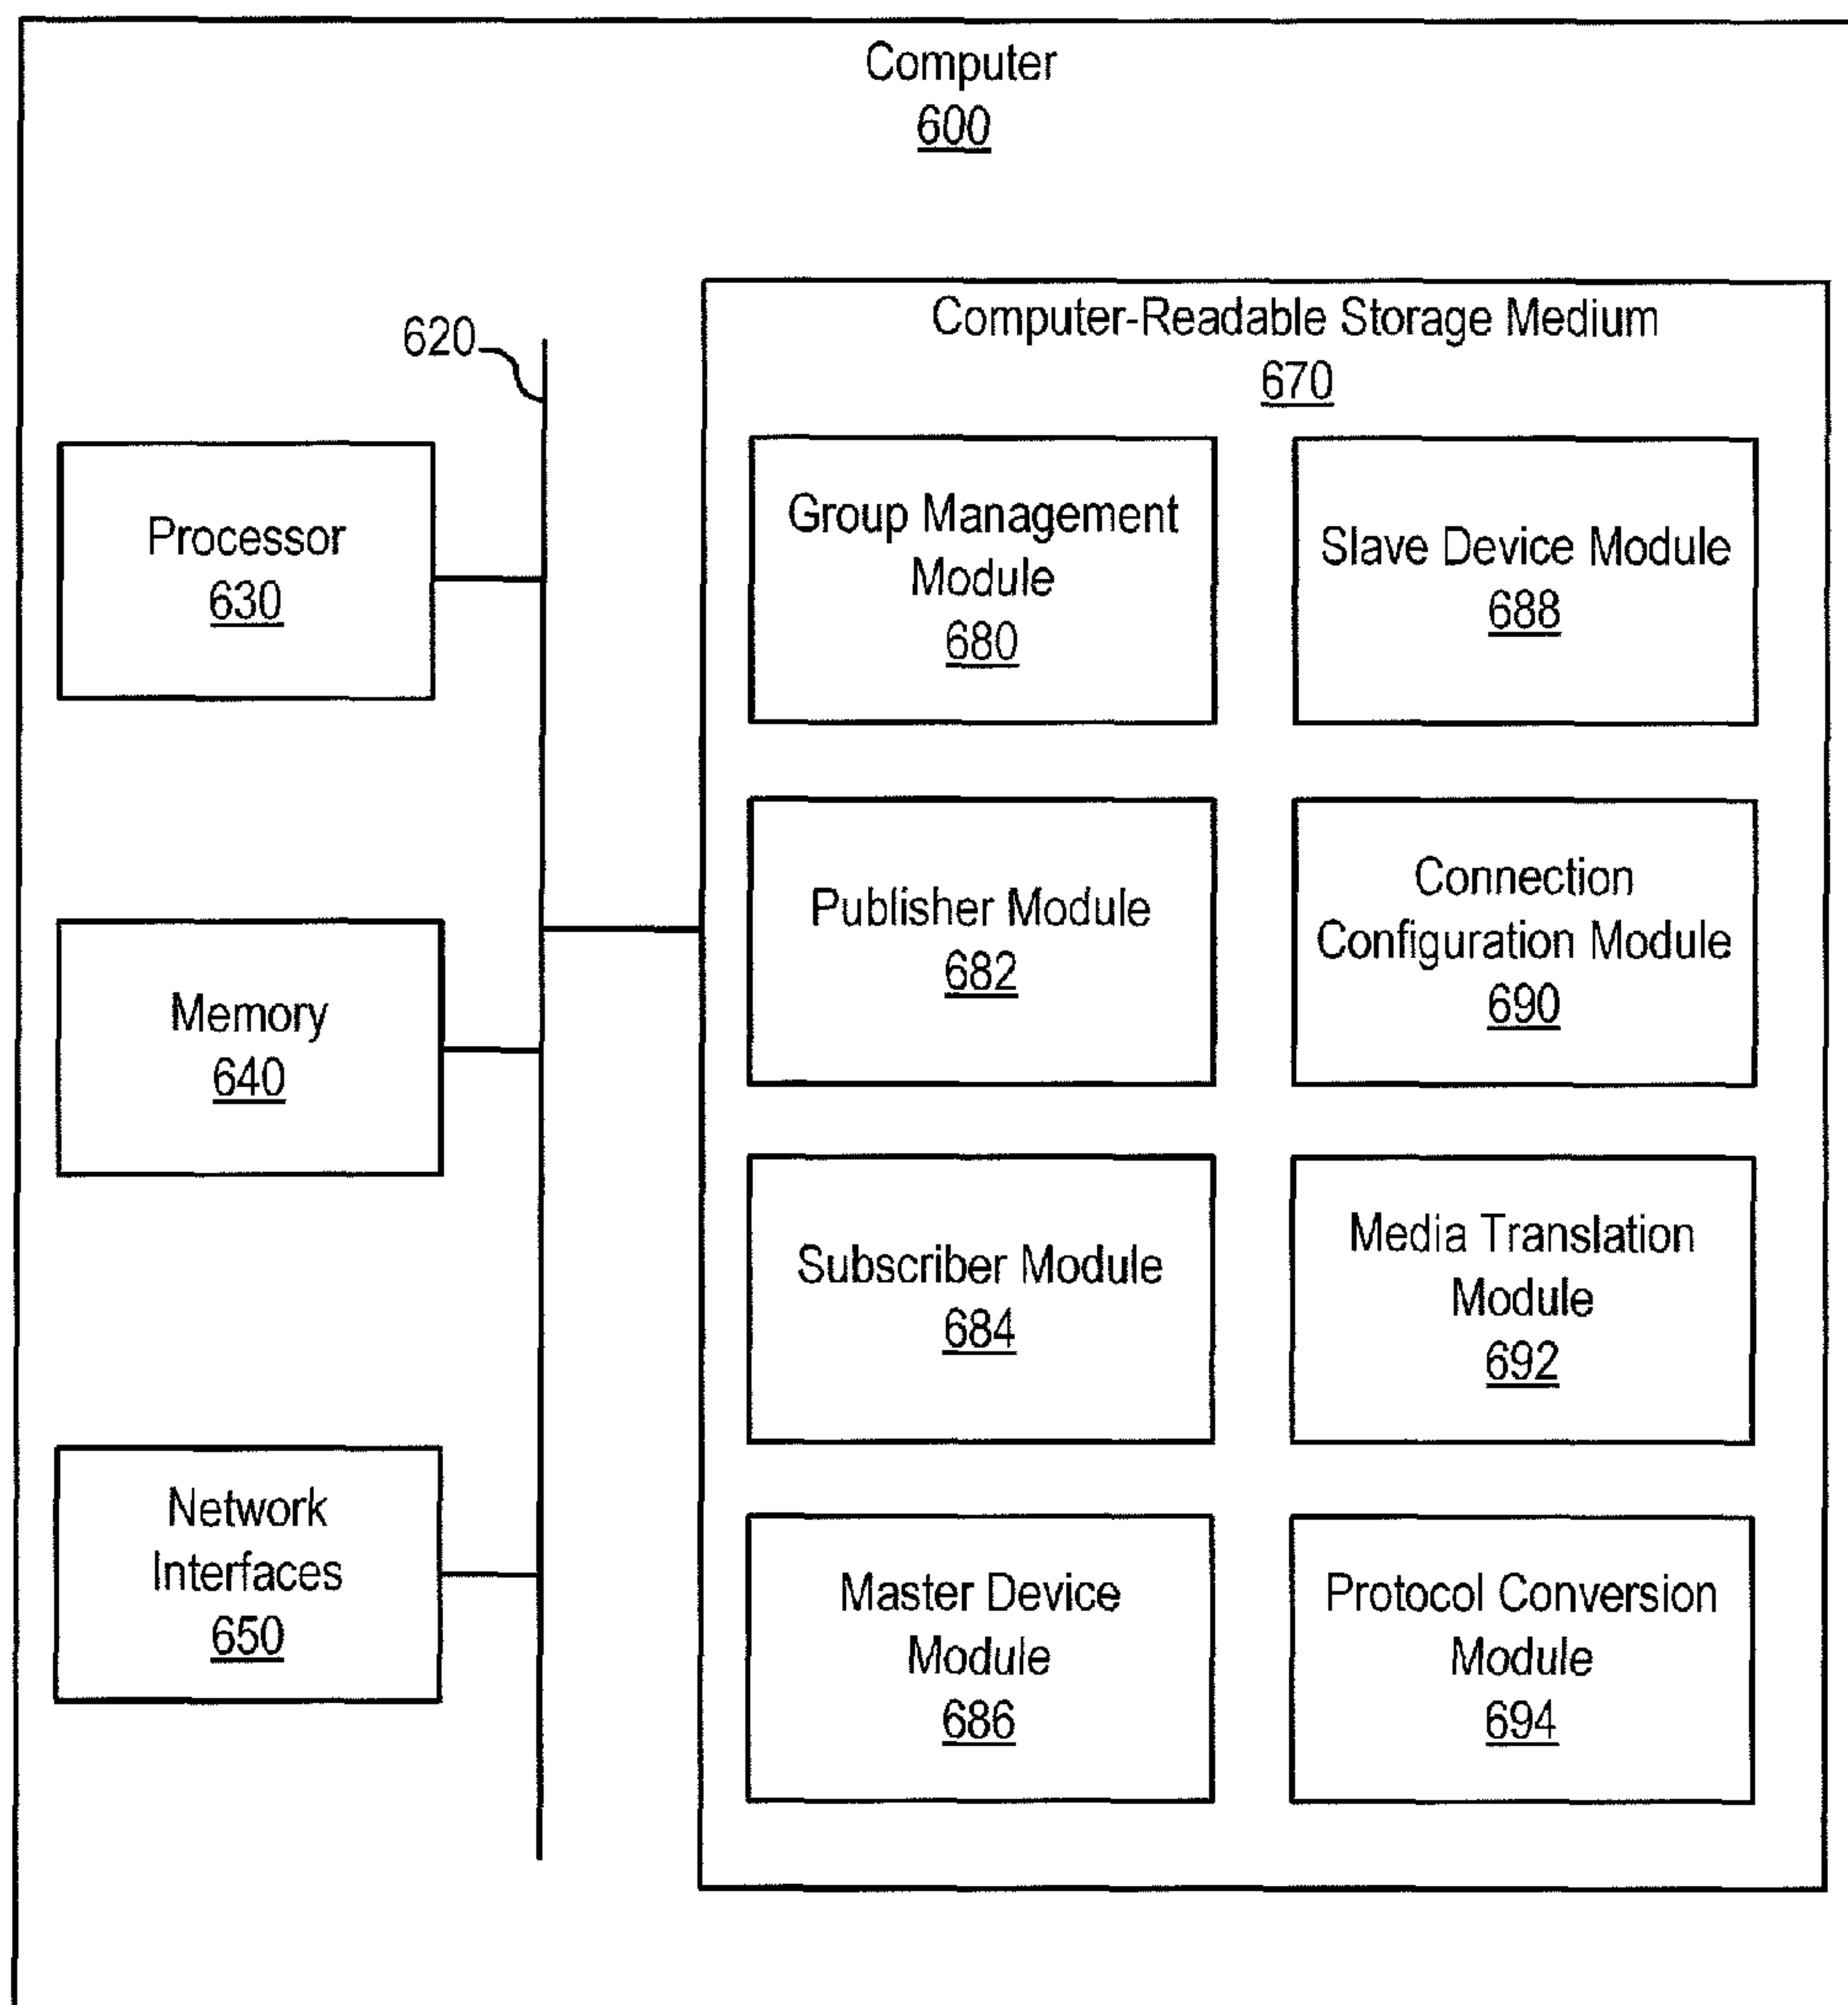 Computer
600
620
Processor
630
Memory
640
Network
Interfaces
650
Computer-Readable Storage Medium
670
Group Management
Module
680
Slave Device Module
688
Publisher Module
682
Connection
Configuration Module
690
Subscriber Module
684
Media Translation
Module
692
Master Device
Module
686
Protocol Conversion
Module
694